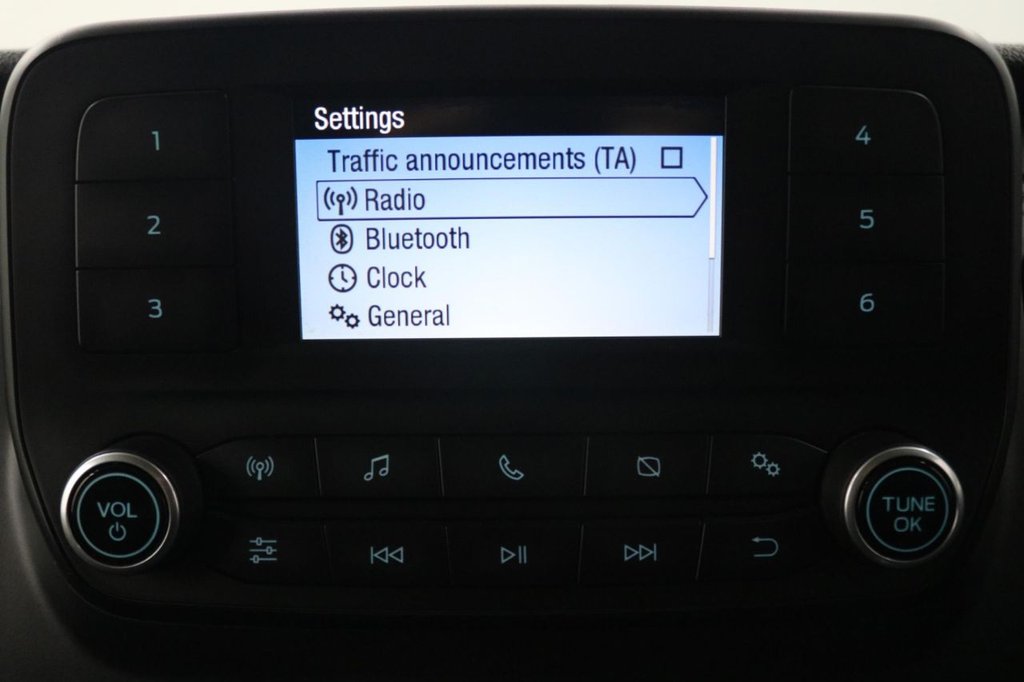 Settings
Traffic announcements (TA)
Radio
Bluetooth
Clock
General
1
2
3
4
5
6
VOL
TUNE
OK